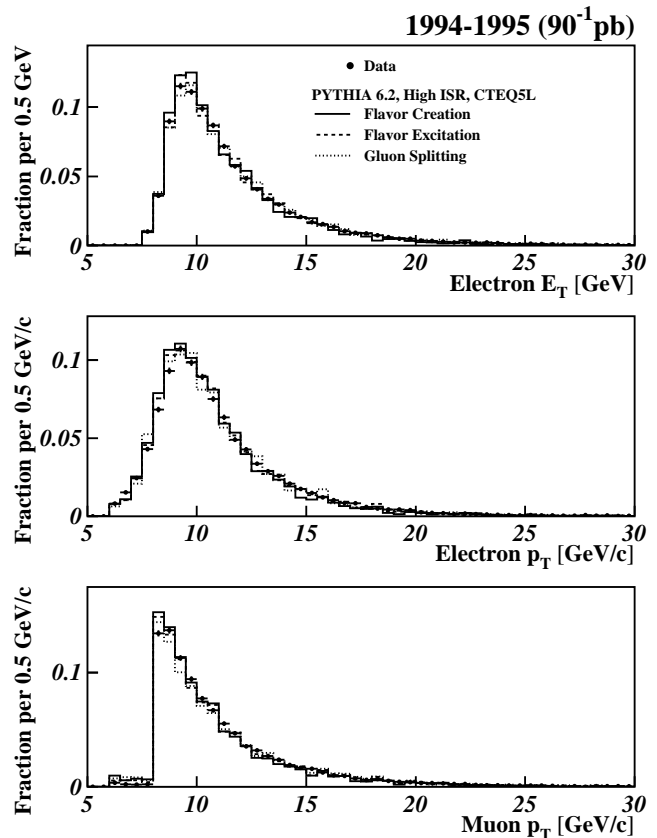 1994-1995 (90⁻¹pb)
Fraction per 0.5 GeV
0.1
0.05
0
Data
PYTHIA 6.2, High ISR, CTEQ5L
Flavor Creation
Flavor Excitation
Gluon Splitting
5 10 15 20 25 30
Electron E_T [GeV]
Fraction per 0.5 GeV/c
0.1
0.05
0
5 10 15 20 25 30
Electron p_T [GeV/c]
Fraction per 0.5 GeV/c
0.1
0
5 10 15 20 25 30
Muon p_T [GeV/c]